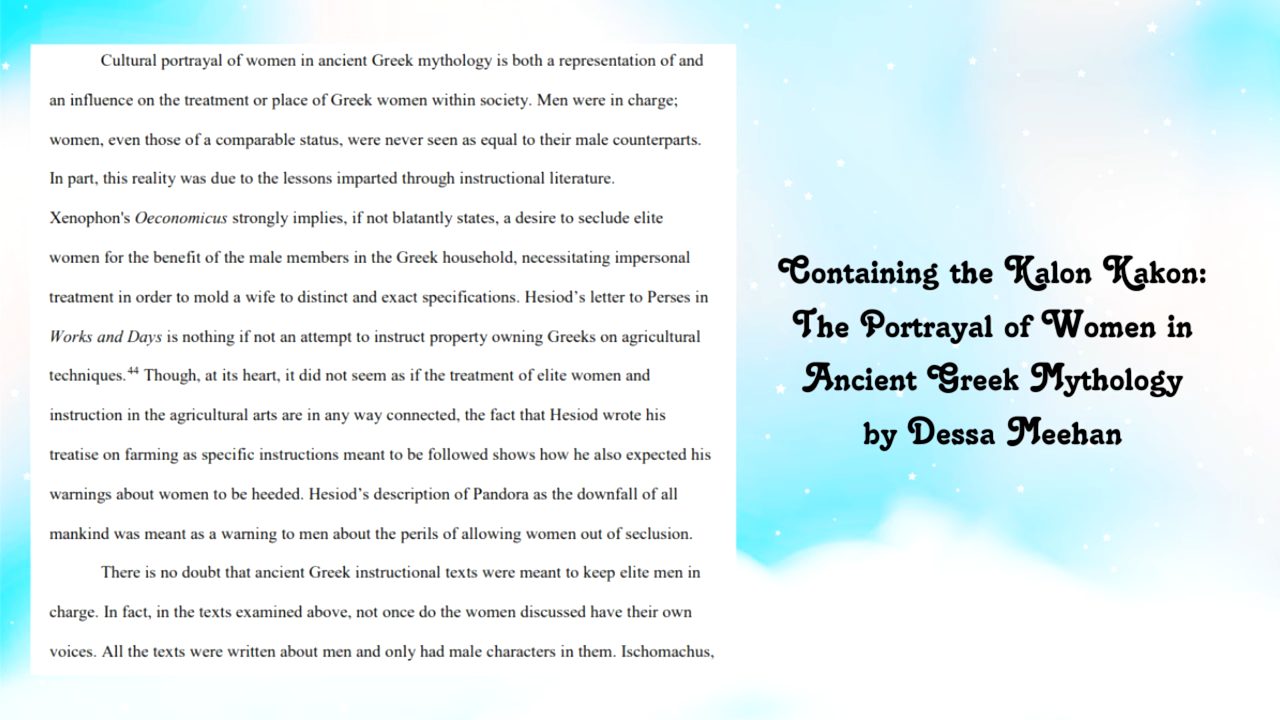 Cultural portrayal of women in ancient Greek mythology is both a representation of and
an influence on the treatment or place of Greek women within society. Men were in charge;
women, even those of a comparable status, were never seen as equal to their male counterparts.
In part, this reality was due to the lessons imparted through instructional literature.
Xenophon's Oeconomicus strongly implies, if not blatantly states, a desire to seclude elite
women for the benefit of the male members in the Greek household, necessitating impersonal
treatment in order to mold a wife to distinct and exact specifications. Hesiod’s letter to Perses in
Works and Days is nothing if not an attempt to instruct property owning Greeks on agricultural
techniques.44 Though, at its heart, it did not seem as if the treatment of elite women and
instruction in the agricultural arts are in any way connected, the fact that Hesiod wrote his
treatise on farming as specific instructions meant to be followed shows how he also expected his
warnings about women to be heeded. Hesiod’s description of Pandora as the downfall of all
mankind was meant as a warning to men about the perils of allowing women out of seclusion.
There is no doubt that ancient Greek instructional texts were meant to keep elite men in
charge. In fact, in the texts examined above, not once do the women discussed have their own
voices. All the texts were written about men and only had male characters in them. Ischomachus,
Containing the Kalon Kakon:
The Portrayal of Women in
Ancient Greek Mythology
by Dessa Meehan